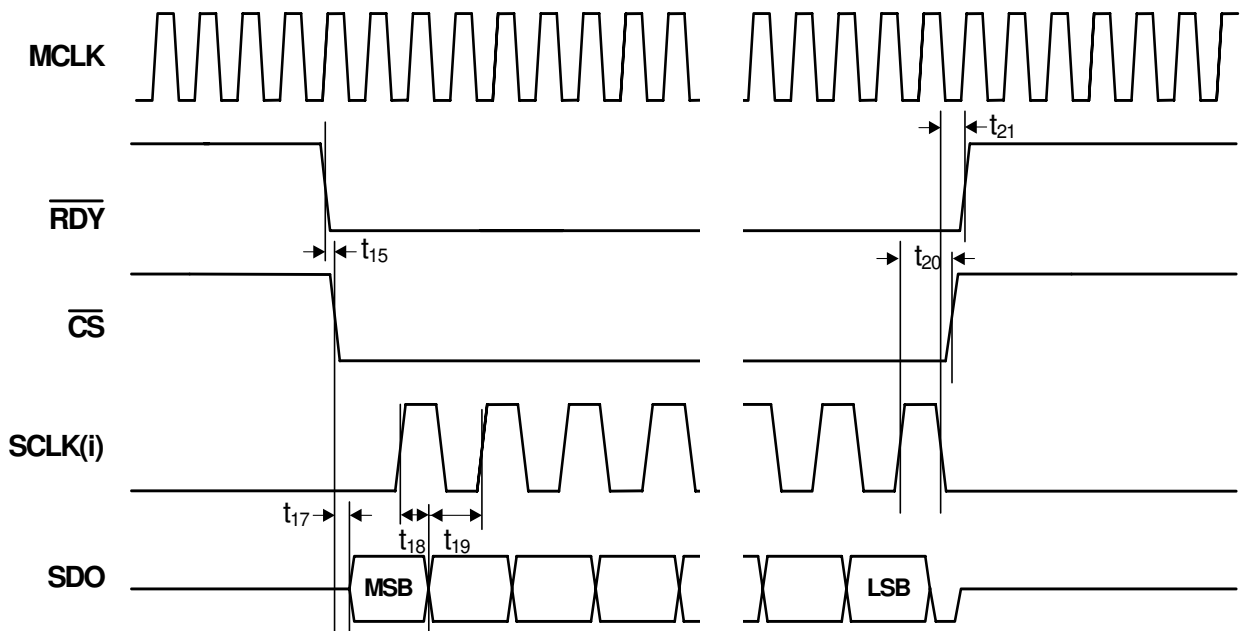 MCLK
t21
RDY
t15
t20
CS
SCLK(i)
t17
t18
t19
SDO
MSB
LSB